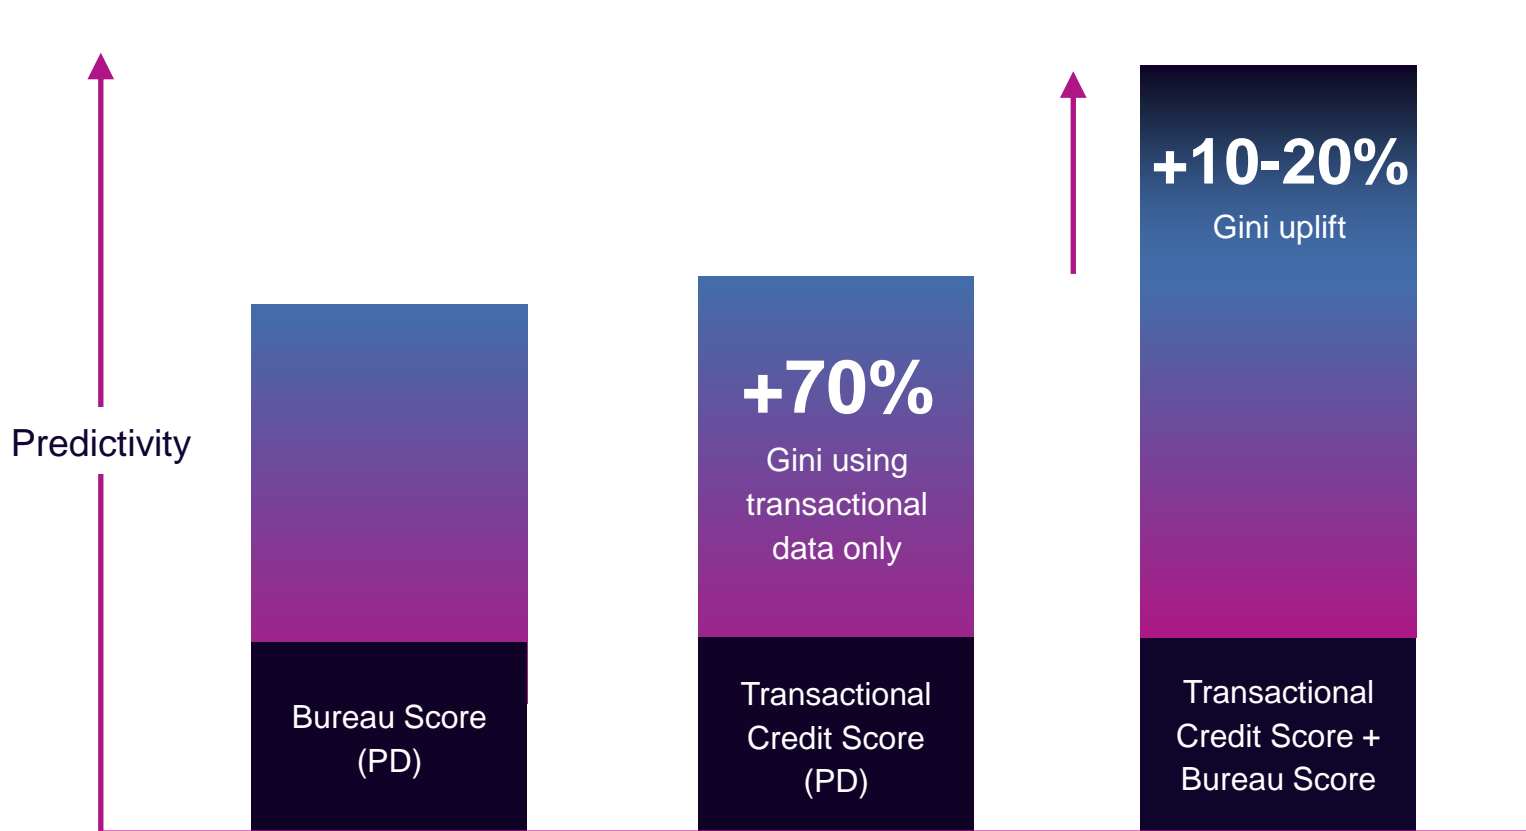 Predictivity
Bureau Score
(PD)
+70%
Gini using
transactional
data only
Transactional
Credit Score
(PD)
+10-20%
Gini uplift
Transactional
Credit Score +
Bureau Score